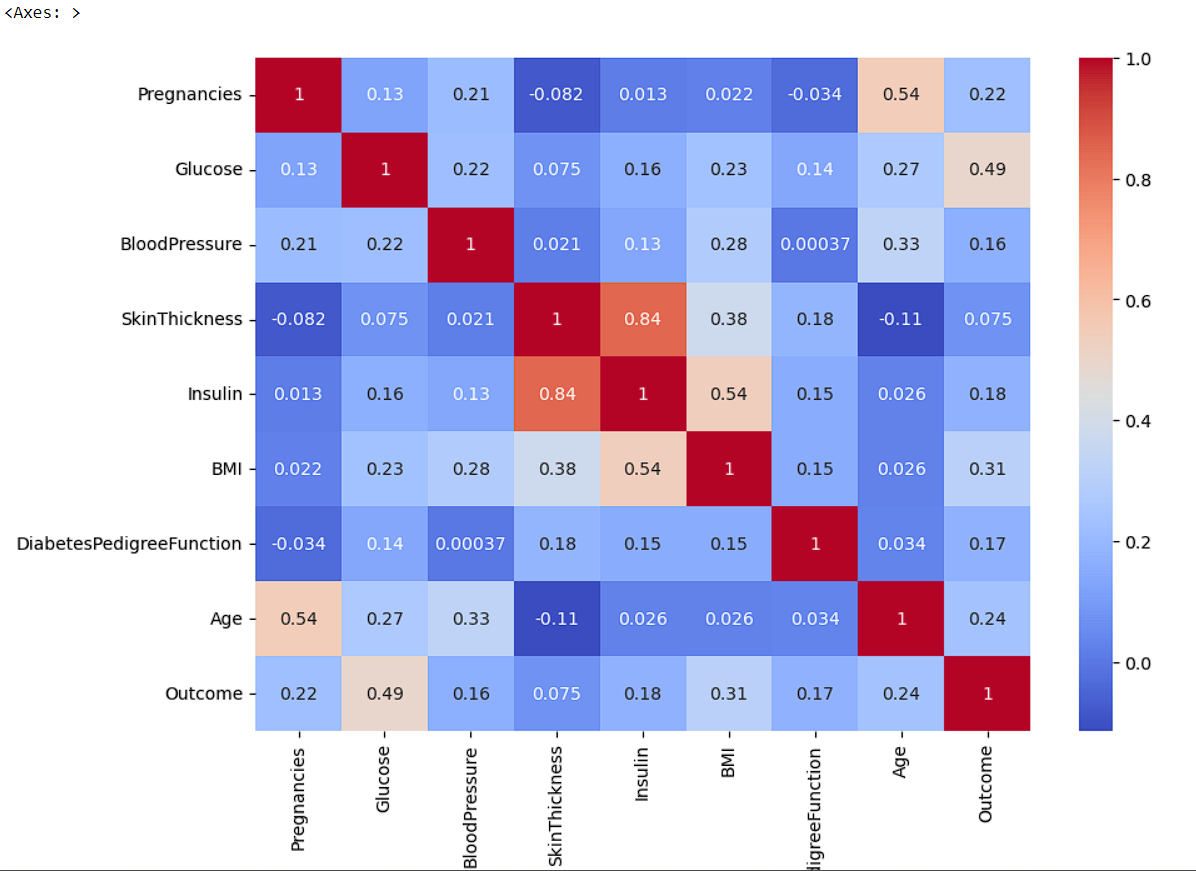 <Axes: >
Pregnancies 1 0.13 0.21 -0.082 0.013 0.022 -0.034 0.54 0.22
Glucose 0.13 1 0.22 0.075 0.16 0.23 0.14 0.27 0.49
BloodPressure 0.21 0.22 1 0.021 0.13 0.28 0.00037 0.33 0.16
SkinThickness -0.082 0.075 0.021 1 0.84 0.38 0.18 -0.11 0.075
Insulin 0.013 0.16 0.13 0.84 1 0.54 0.15 0.026 0.18
BMI 0.022 0.23 0.28 0.38 0.54 1 0.15 0.026 0.31
DiabetesPedigreeFunction -0.034 0.14 0.00037 0.18 0.15 0.15 1 0.034 0.17
Age 0.54 0.27 0.33 -0.11 0.026 0.026 0.034 1 0.24
Outcome 0.22 0.49 0.16 0.075 0.18 0.31 0.17 0.24 1
Pregnancies
Glucose
BloodPressure
SkinThickness
Insulin
BMI
digreeFunction
Age
Outcome
1.0
0.8
0.6
0.4
0.2
0.0